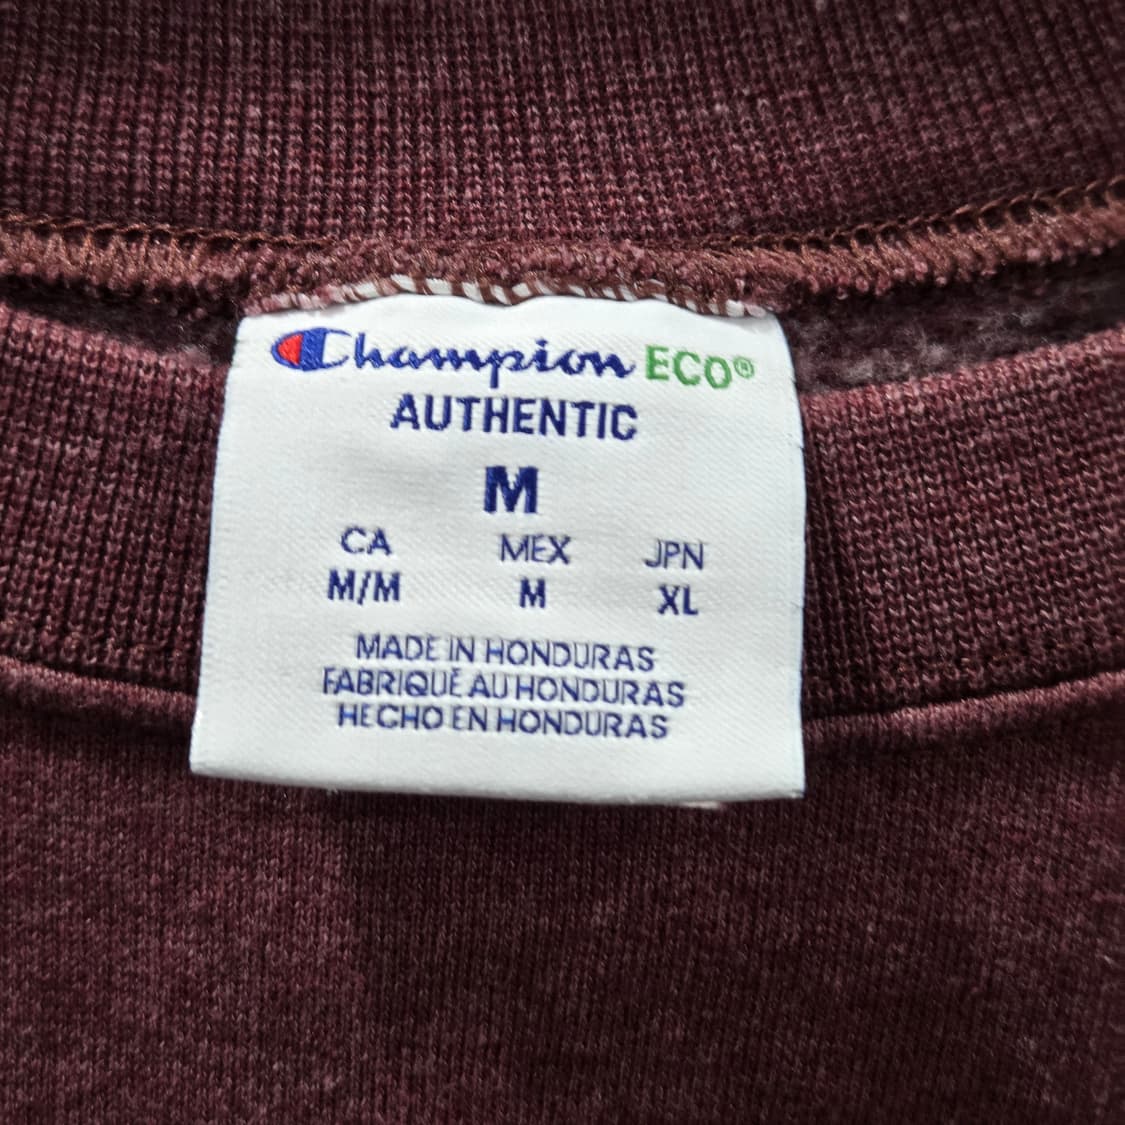 Champion ECO®
AUTHENTIC
M
CA MEX JPN
M/M M XL
MADE IN HONDURAS
FABRIQUÉ AU HONDURAS
HECHO EN HONDURAS